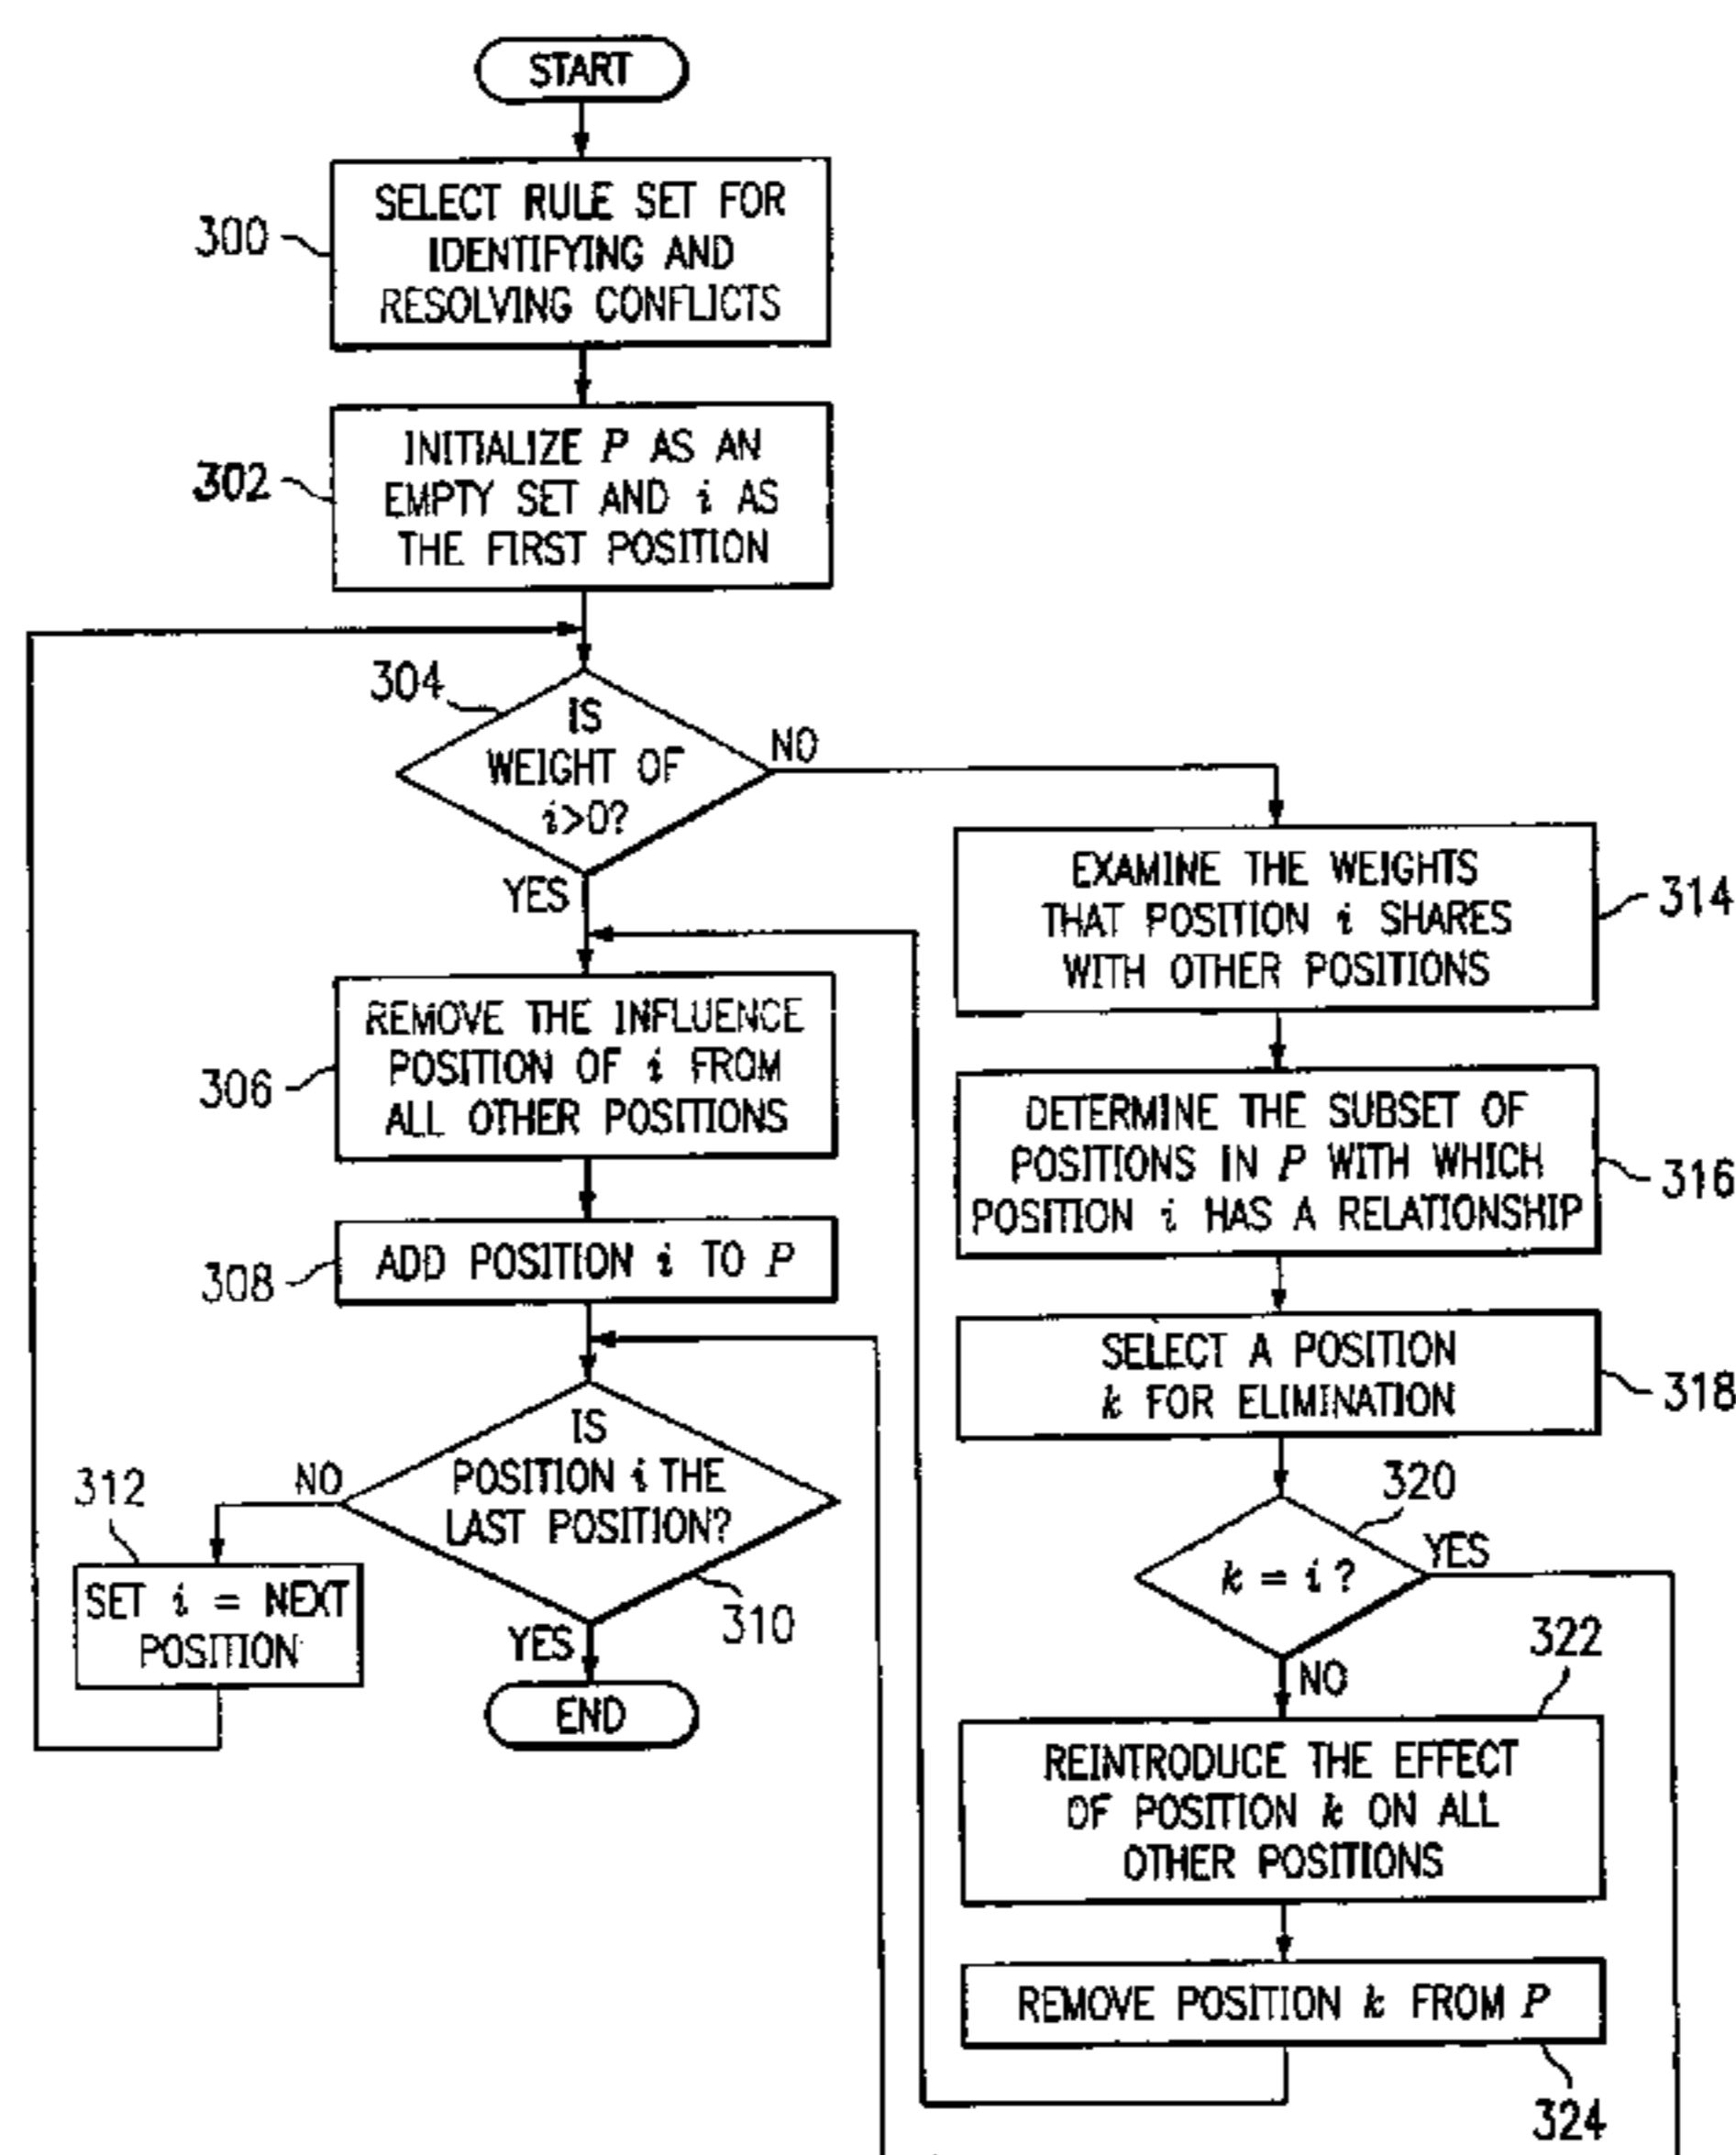 START
300
SELECT RULE SET FOR
IDENTIFYING AND
RESOLVING CONFLICTS
302
INITIALIZE P AS AN
EMPTY SET AND i AS
THE FIRST POSITION
304
IS
WEIGHT OF
i>0?
NO
YES
306
REMOVE THE INFLUENCE
POSITION OF i FROM
ALL OTHER POSITIONS
308
ADD POSITION i TO P
IS
POSITION i THE
LAST POSITION?
310
NO
312
SET i = NEXT
POSITION
YES
END
EXAMINE THE WEIGHTS
THAT POSITION i SHARES
WITH OTHER POSITIONS
314
DETERMINE THE SUBSET OF
POSITIONS IN P WITH WHICH
POSITION i HAS A RELATIONSHIP
316
SELECT A POSITION
k FOR ELIMINATION
318
320
k = i ?
YES
NO
322
REINTRODUCE THE EFFECT
OF POSITION k ON ALL
OTHER POSITIONS
REMOVE POSITION k FROM P
324